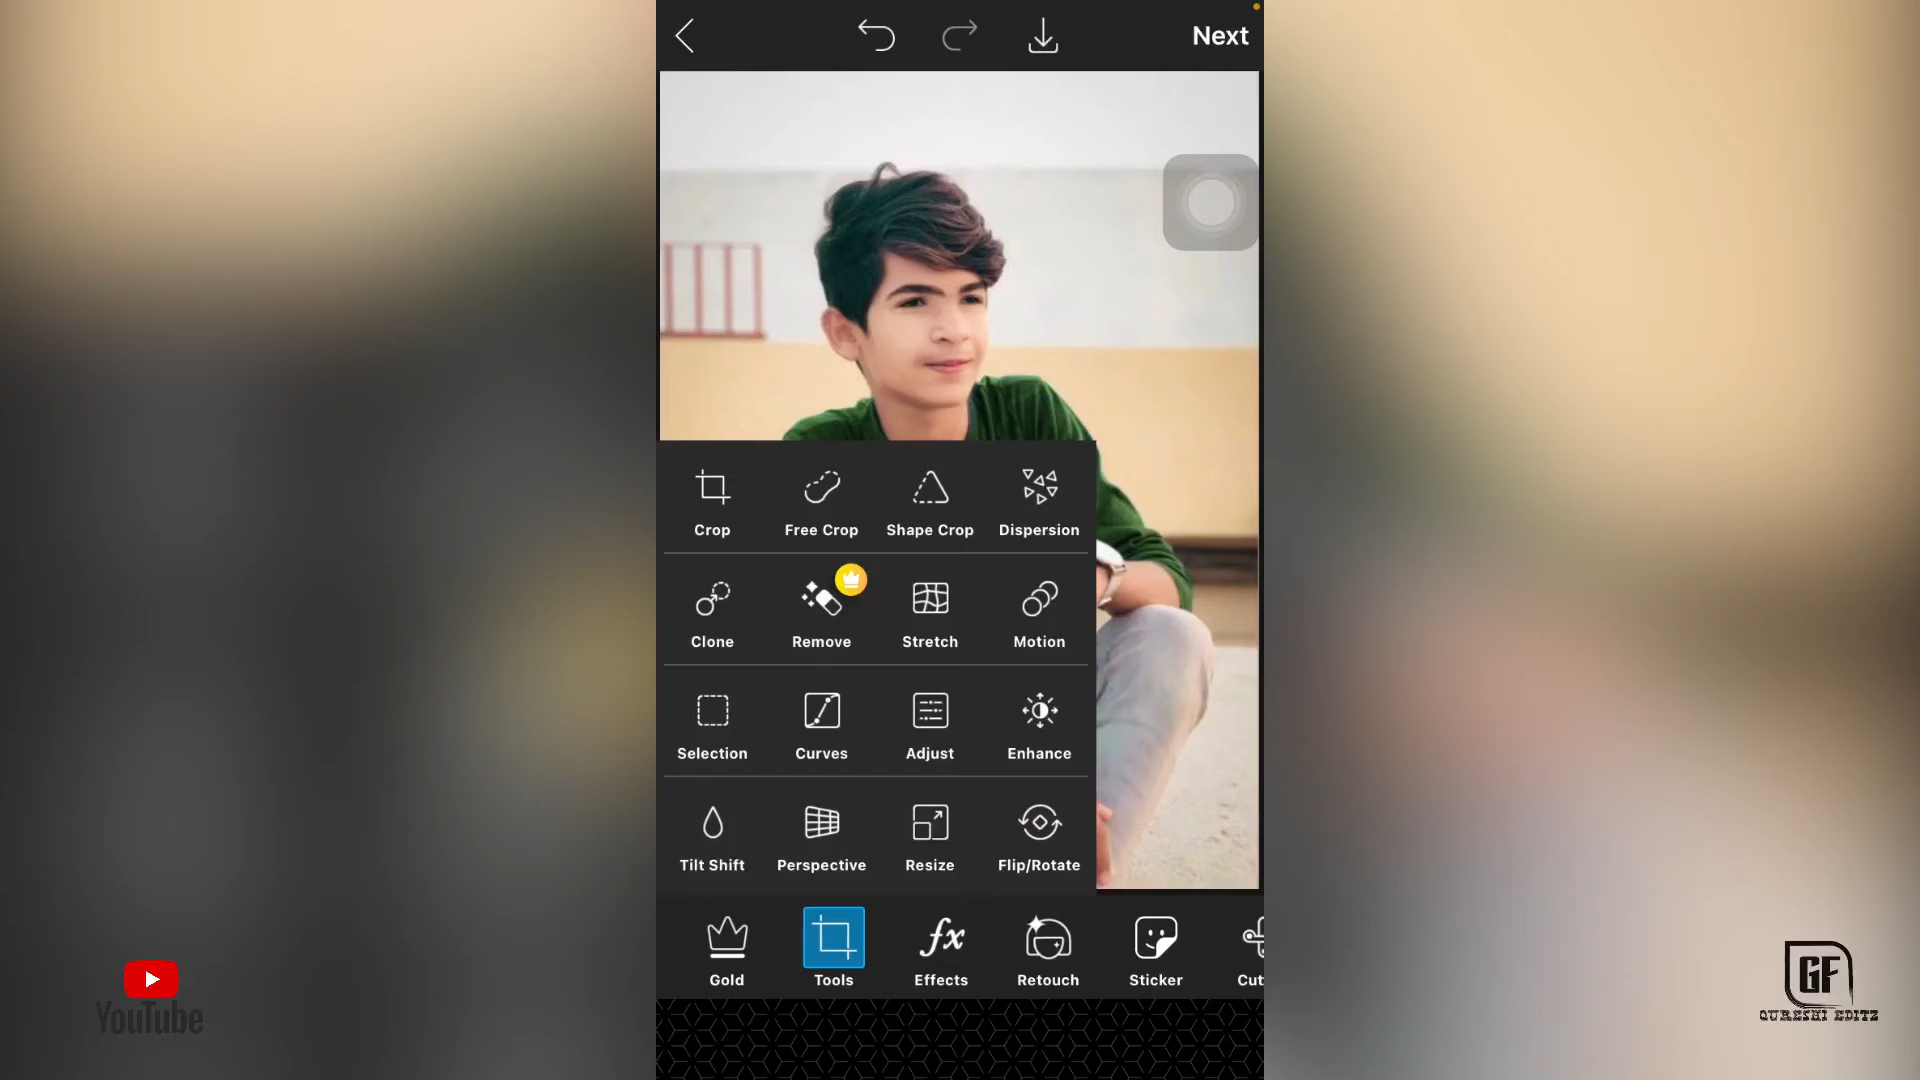 Next
Crop Free Crop Shape Crop Dispersion
Clone Remove Stretch Motion
Selection Curves Adjust Enhance
Tilt Shift Perspective Resize Flip/Rotate
Gold Tools fx Effects Retouch Sticker Cut
YouTube
GF
QURESHI EDITZ